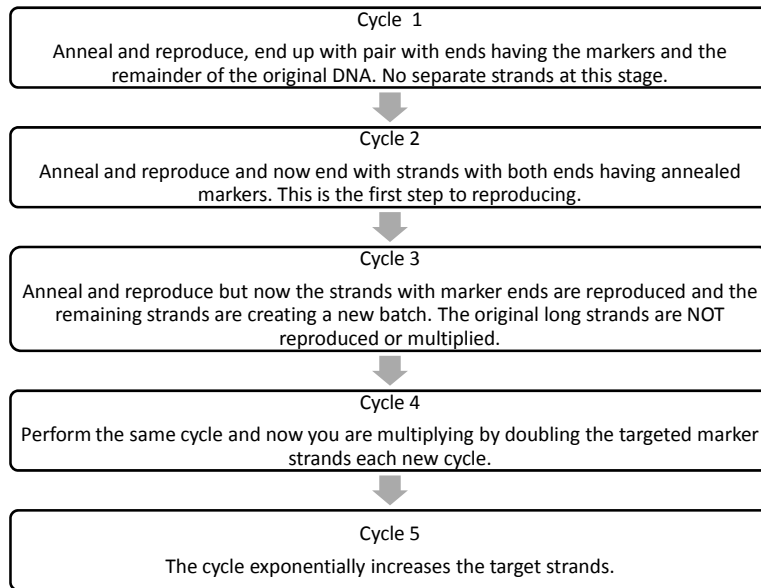 Cycle 1
Anneal and reproduce, end up with pair with ends having the markers and the
remainder of the original DNA. No separate strands at this stage.
Cycle 2
Anneal and reproduce and now end with strands with both ends having annealed
markers. This is the first step to reproducing.
Cycle 3
Anneal and reproduce but now the strands with marker ends are reproduced and the
remaining strands are creating a new batch. The original long strands are NOT
reproduced or multiplied.
Cycle 4
Perform the same cycle and now you are multiplying by doubling the targeted marker
strands each new cycle.
Cycle 5
The cycle exponentially increases the target strands.